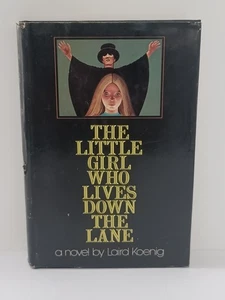 THE
LITTLE
GIRL
WHO
LIVES
DOWN
THE
LANE
a novel by Laird Koenig